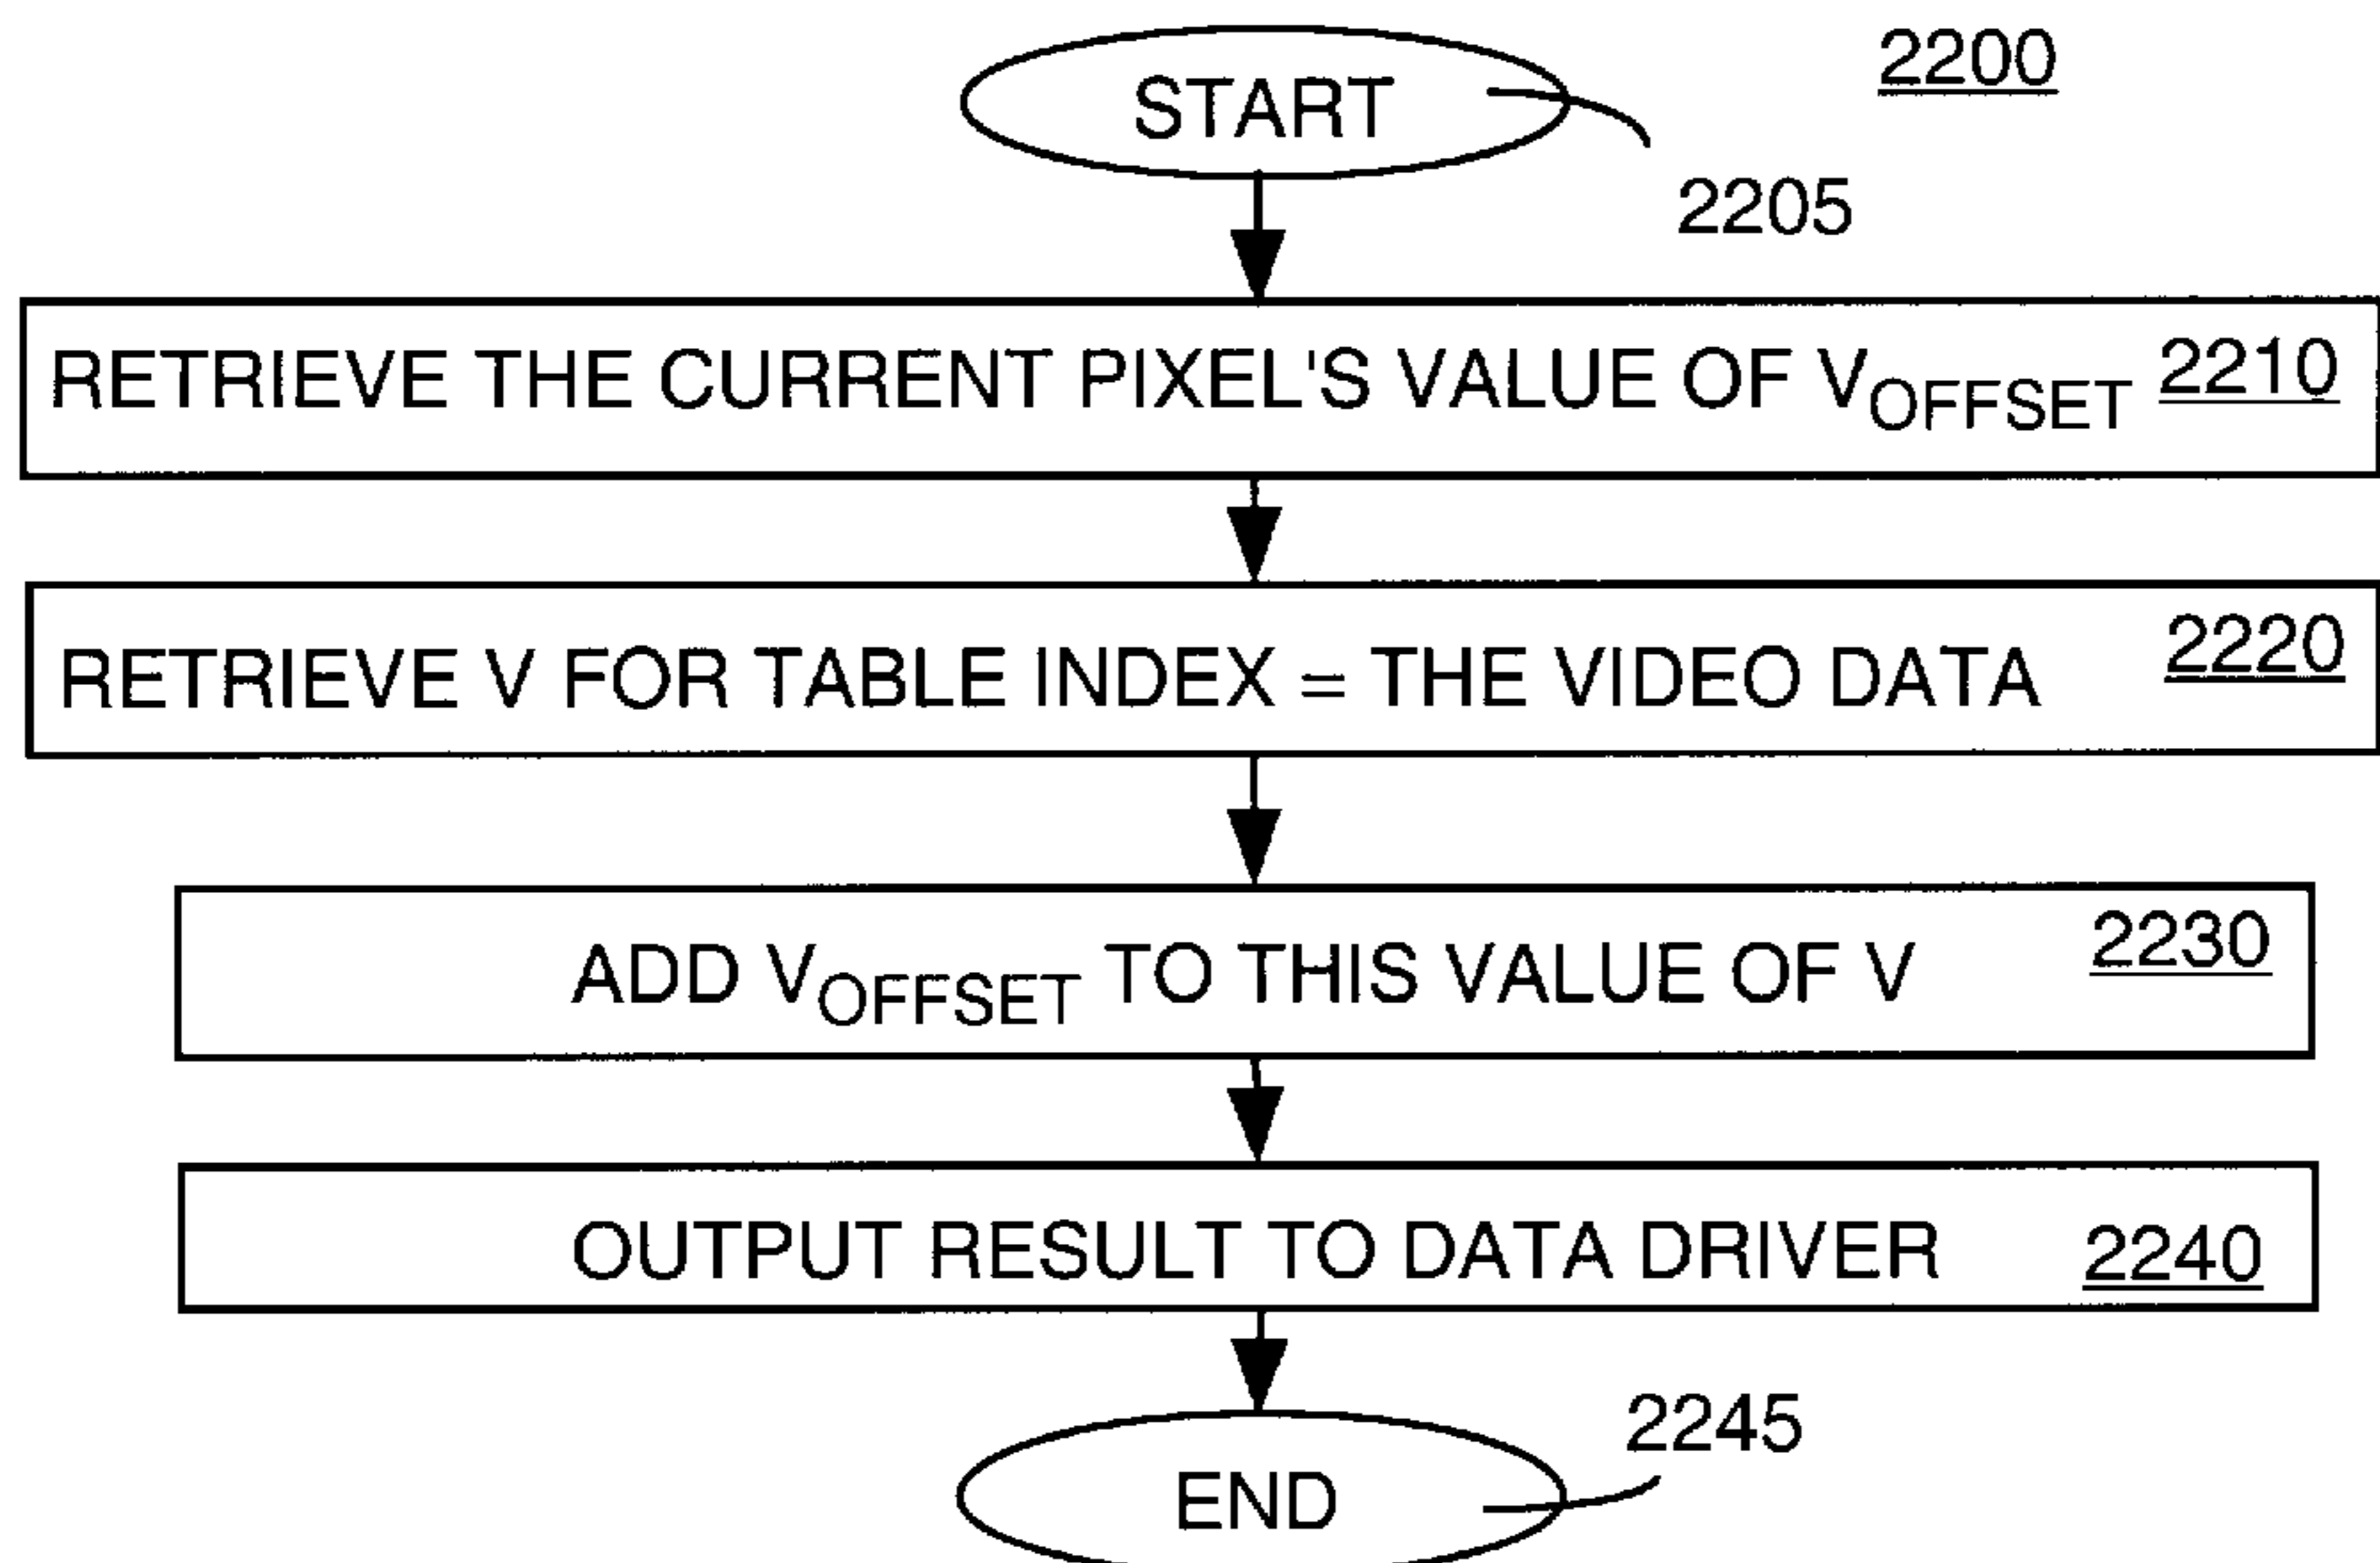 START
2200
2205
RETRIEVE THE CURRENT PIXEL'S VALUE OF VOFFSET 2210
RETRIEVE V FOR TABLE INDEX = THE VIDEO DATA 2220
ADD VOFFSET TO THIS VALUE OF V 2230
OUTPUT RESULT TO DATA DRIVER 2240
2245
END